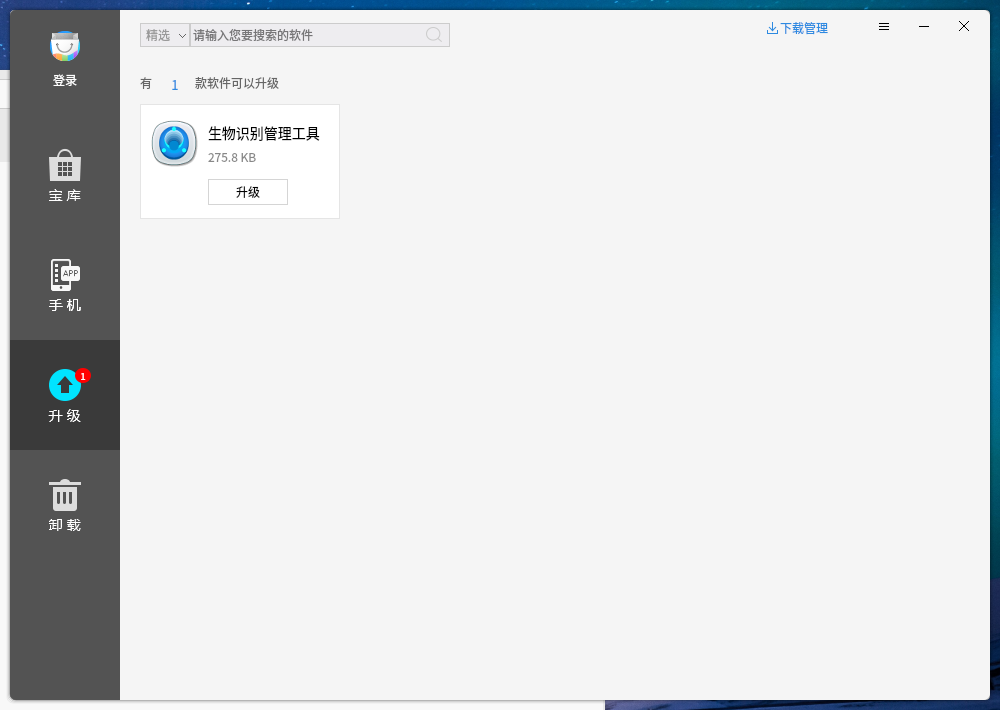 登录
宝库
手机
APP
升级
1
卸载
精选
请输入您要搜索的软件
下载管理
有 1 款软件可以升级
生物识别管理工具
275.8 KB
升级